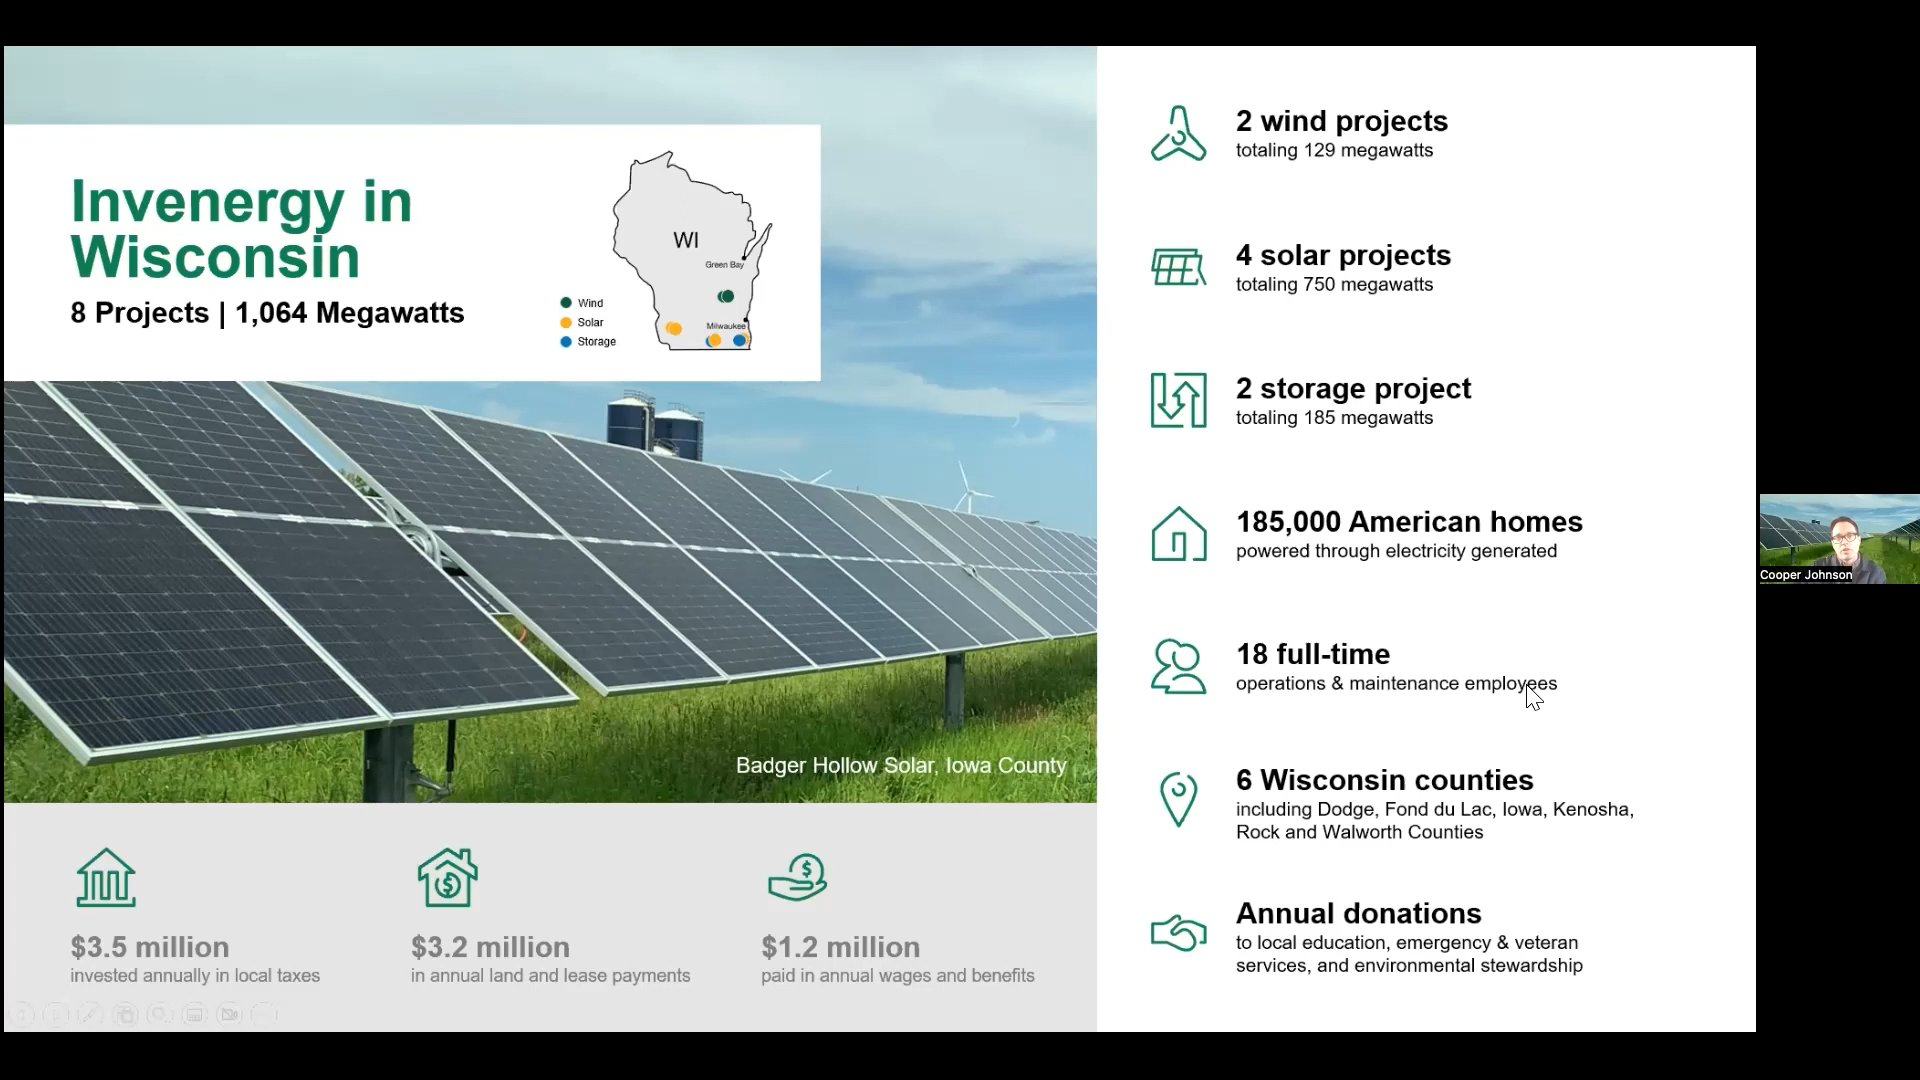 Invenergy in
Wisconsin
8 Projects | 1,064 Megawatts
WI
Green Bay
Milwaukee
Wind
Solar
Storage
Badger Hollow Solar, Iowa County
$3.5 million
invested annually in local taxes
$3.2 million
in annual land and lease payments
$1.2 million
paid in annual wages and benefits
2 wind projects
totaling 129 megawatts
4 solar projects
totaling 750 megawatts
2 storage project
totaling 185 megawatts
185,000 American homes
powered through electricity generated
18 full-time
operations & maintenance employees
6 Wisconsin counties
including Dodge, Fond du Lac, Iowa, Kenosha,
Rock and Walworth Counties
Annual donations
to local education, emergency & veteran
services, and environmental stewardship
Cooper Johnson